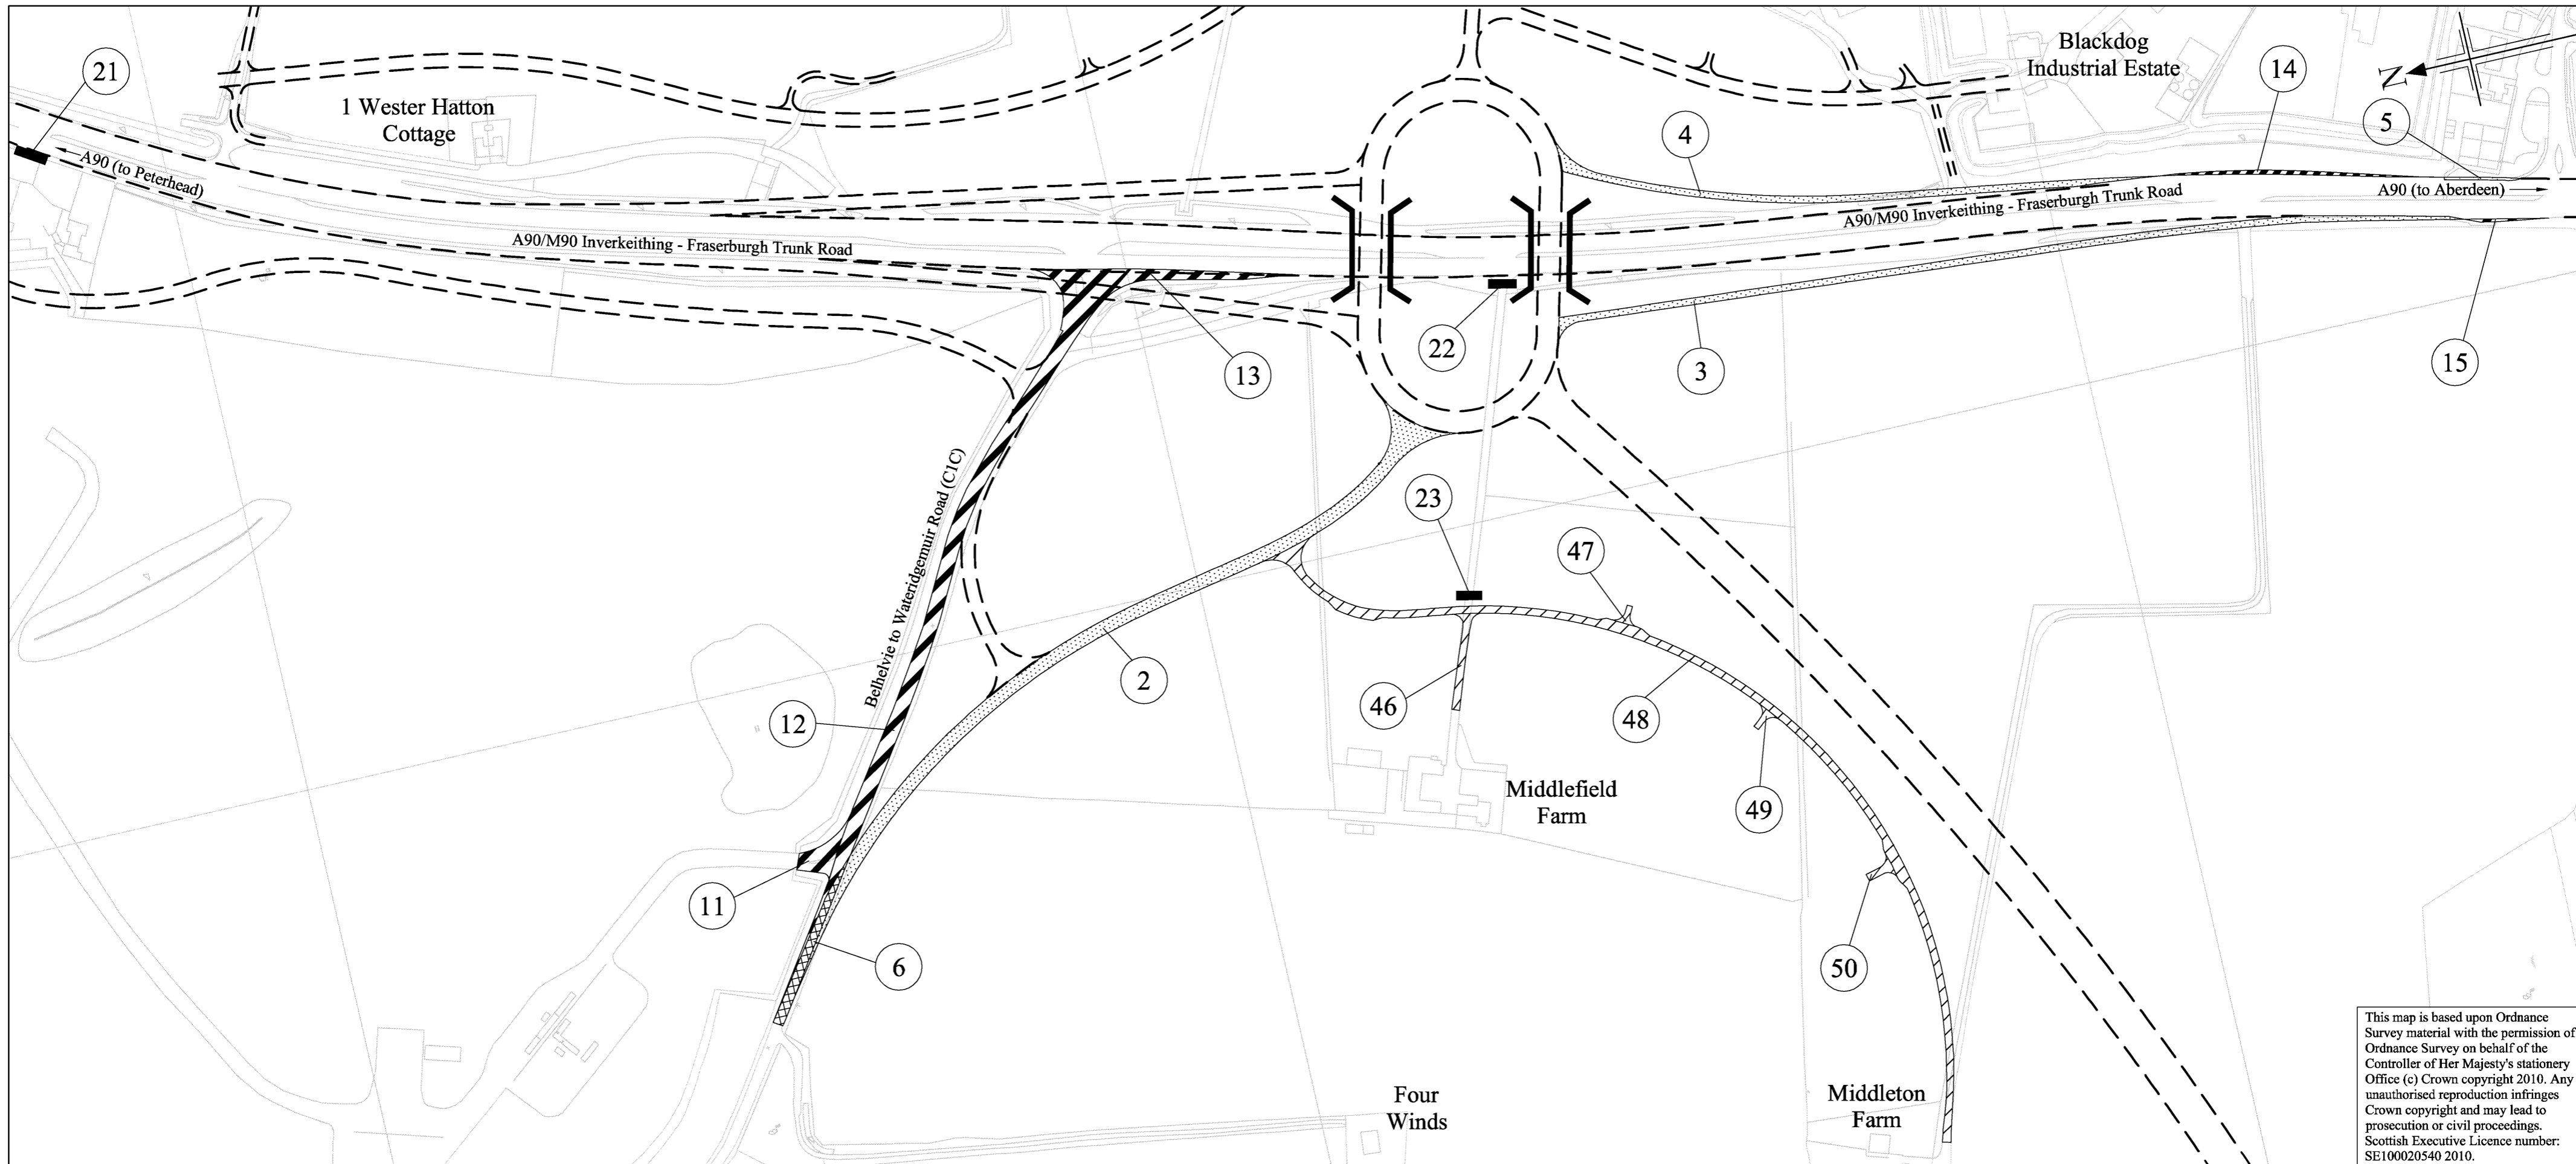 21
1 Wester Hatton
Cottage
A90 (to Peterhead)
A90/M90 Inverkeithing - Fraserburgh Trunk Road
Blackdog
Industrial Estate
14
N
5
4
A90/M90 Inverkeithing - Fraserburgh Trunk Road
A90 (to Aberdeen)
22
13
3
15
Belhelvie to Wateridgemuir Road (C1C)
23
47
2
46
48
12
49
Middlefield
Farm
11
6
50
Four
Winds
Middleton
Farm
This map is based upon Ordnance
Survey material with the permission of
Ordnance Survey on behalf of the
Controller of Her Majesty's stationery
Office (c) Crown copyright 2010. Any
unauthorised reproduction infringes
Crown copyright and may lead to
prosecution or civil proceedings.
Scottish Executive Licence number:
SE100020540 2010.